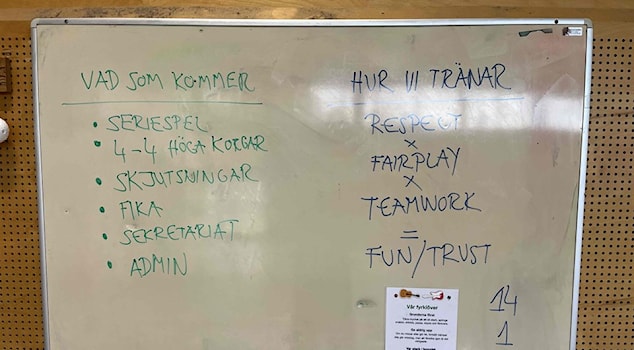 VAD SOM KOMMER
• SERIESPEL
• 4-4 HÖGA KORGAR
• SKJUTSNINGAR
• FIKA
• SEKRETARIAT
• ADMIN
HUR VI TRÄNAR
RESPECT
×
FAIRPLAY
×
TEAMWORK
=
FUN/TRUST
14
1
Vår fyrklöver